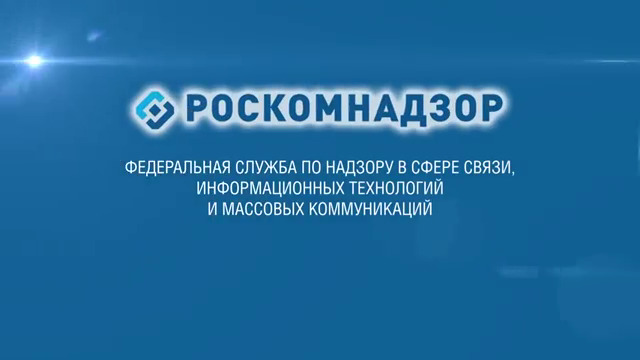 РОСКОМНАДЗОР
ФЕДЕРАЛЬНАЯ СЛУЖБА ПО НАДЗОРУ В СФЕРЕ СВЯЗИ,
ИНФОРМАЦИОННЫХ ТЕХНОЛОГИЙ
И МАССОВЫХ КОММУНИКАЦИЙ